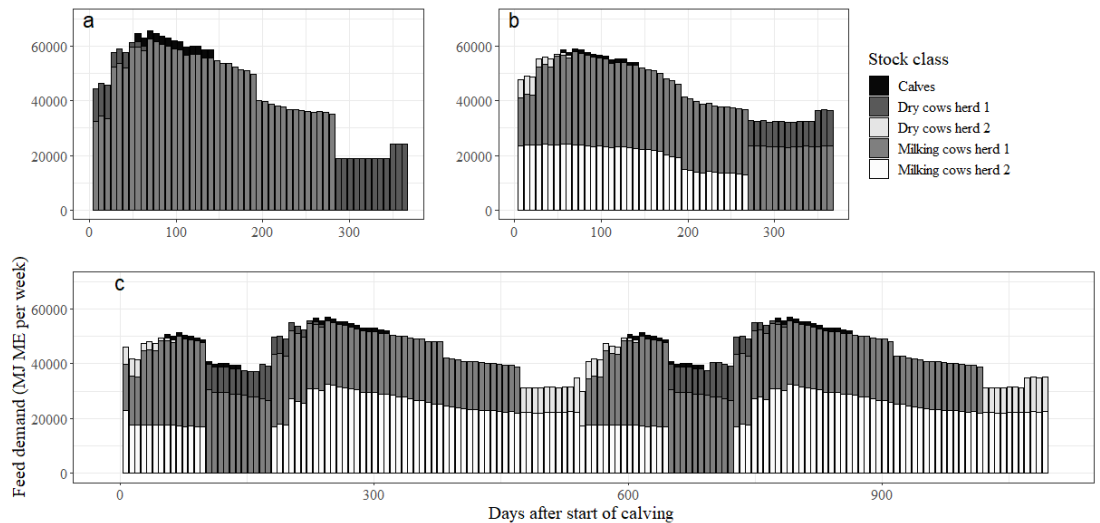 a
60000
40000
20000
0
0
100
200
300
b
60000
40000
20000
0
0
100
200
300
Stock class
Calves
Dry cows herd 1
Dry cows herd 2
Milking cows herd 1
Milking cows herd 2
Feed demand (MJ ME per week)
c
60000
40000
20000
0
0
300
600
900
Days after start of calving